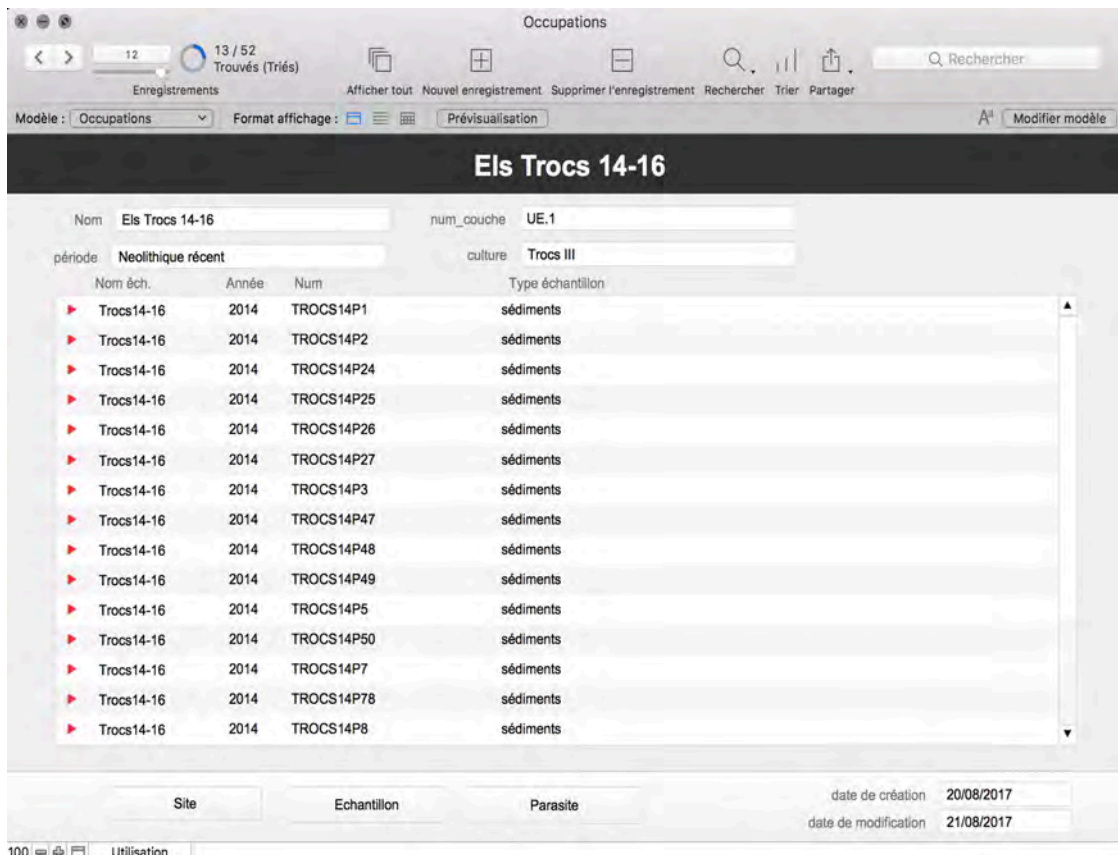 Occupations
12
13 / 52
Trouvés (Triés)
Rechercher
Enregistrements Afficher tout Nouvel enregistrement Supprimer l'enregistrement Rechercher Trier Partager
Modèle : Occupations Format affichage : Prévisualisation Aa Modifier modèle
Els Trocs 14-16
Nom Els Trocs 14-16 num_couche UE.1
période Neolithique récent culture Trocs III
Nom éch. Année Num Type échantillon
Trocs14-16 2014 TROCS14P1 sédiments
Trocs14-16 2014 TROCS14P2 sédiments
Trocs14-16 2014 TROCS14P24 sédiments
Trocs14-16 2014 TROCS14P25 sédiments
Trocs14-16 2014 TROCS14P26 sédiments
Trocs14-16 2014 TROCS14P27 sédiments
Trocs14-16 2014 TROCS14P3 sédiments
Trocs14-16 2014 TROCS14P47 sédiments
Trocs14-16 2014 TROCS14P48 sédiments
Trocs14-16 2014 TROCS14P49 sédiments
Trocs14-16 2014 TROCS14P5 sédiments
Trocs14-16 2014 TROCS14P50 sédiments
Trocs14-16 2014 TROCS14P7 sédiments
Trocs14-16 2014 TROCS14P78 sédiments
Trocs14-16 2014 TROCS14P8 sédiments
Site Echantillon Parasite
date de création 20/08/2017
date de modification 21/08/2017
100 Utilisation